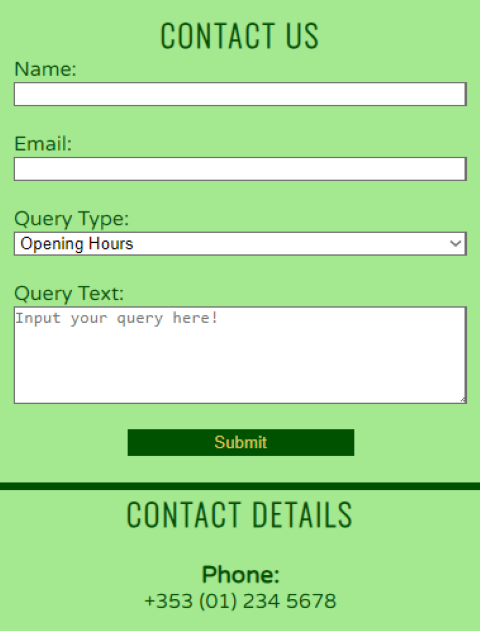 CONTACT US
Name:
Email:
Query Type:
Opening Hours
Query Text:
Input your query here!
Submit
CONTACT DETAILS
Phone:
+353 (01) 234 5678